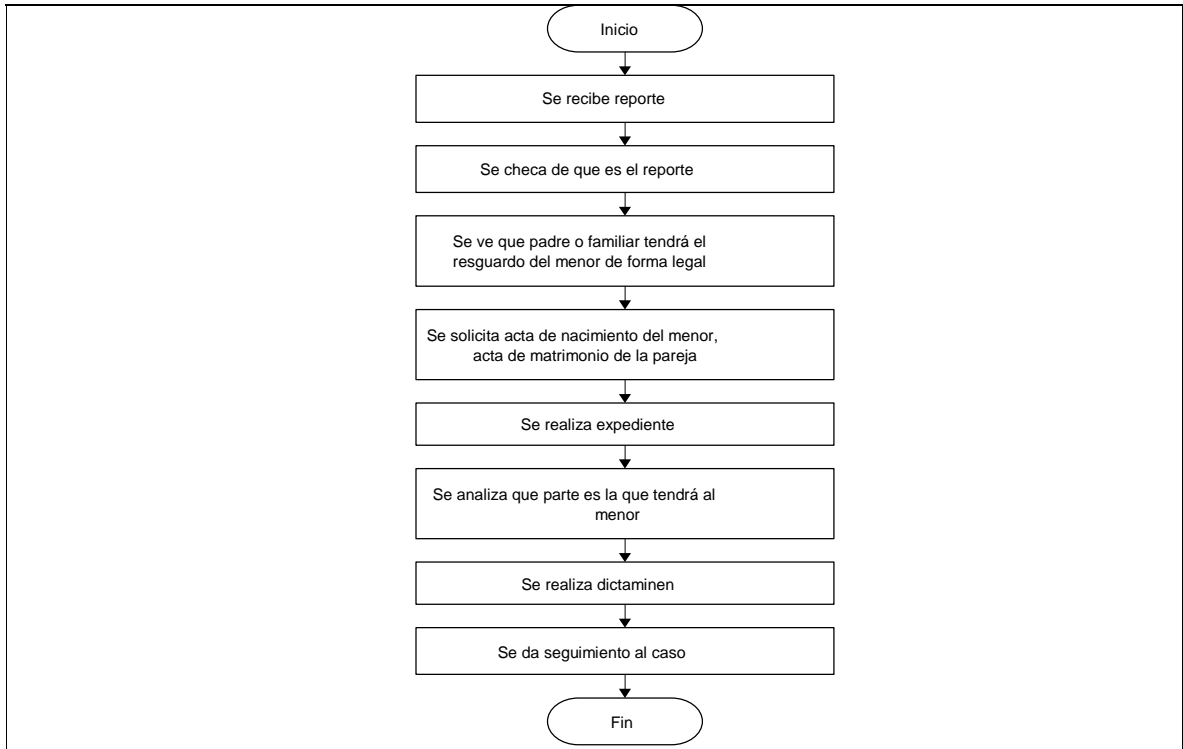 Inicio
Se recibe reporte
Se checa de que es el reporte
Se ve que padre o familiar tendrá el
resguardo del menor de forma legal
Se solicita acta de nacimiento del menor,
acta de matrimonio de la pareja
Se realiza expediente
Se analiza que parte es la que tendrá al
menor
Se realiza dictaminen
Se da seguimiento al caso
Fin